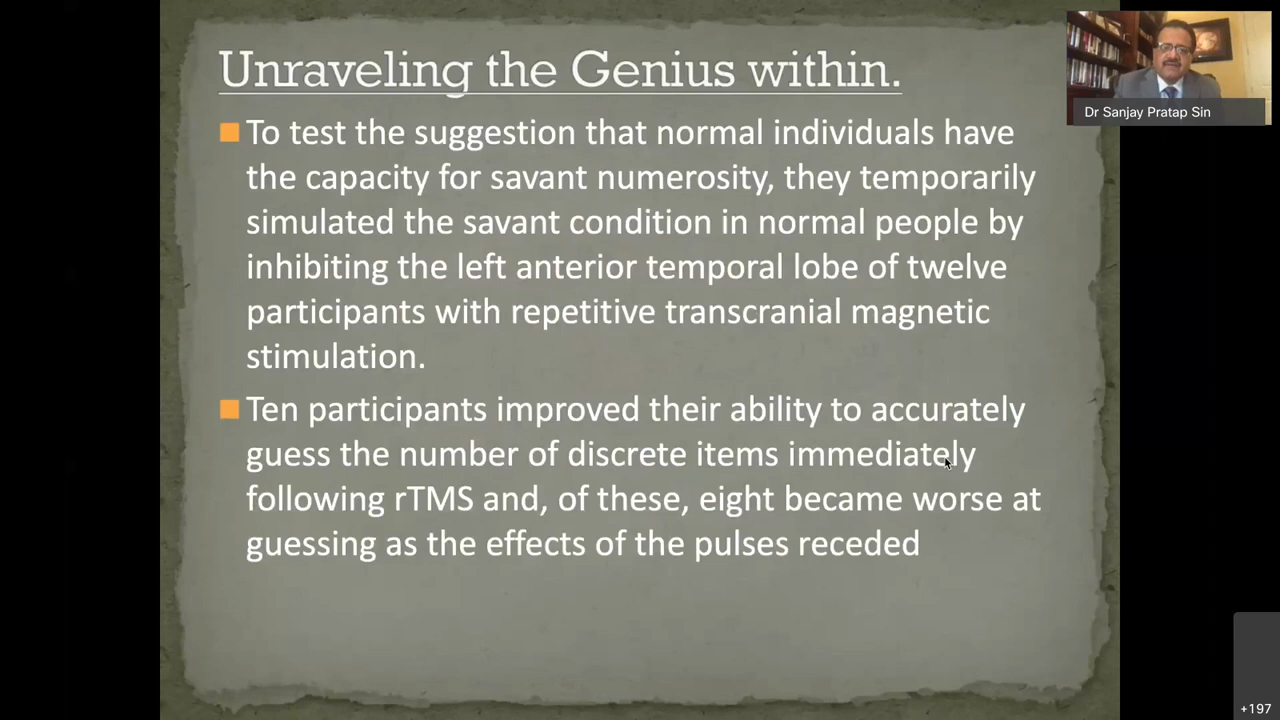 Unraveling the Genius within.
To test the suggestion that normal individuals have
the capacity for savant numerosity, they temporarily
simulated the savant condition in normal people by
inhibiting the left anterior temporal lobe of twelve
participants with repetitive transcranial magnetic
stimulation.
Ten participants improved their ability to accurately
guess the number of discrete items immediately
following rTMS and, of these, eight became worse at
guessing as the effects of the pulses receded
Dr Sanjay Pratap Sin
+197